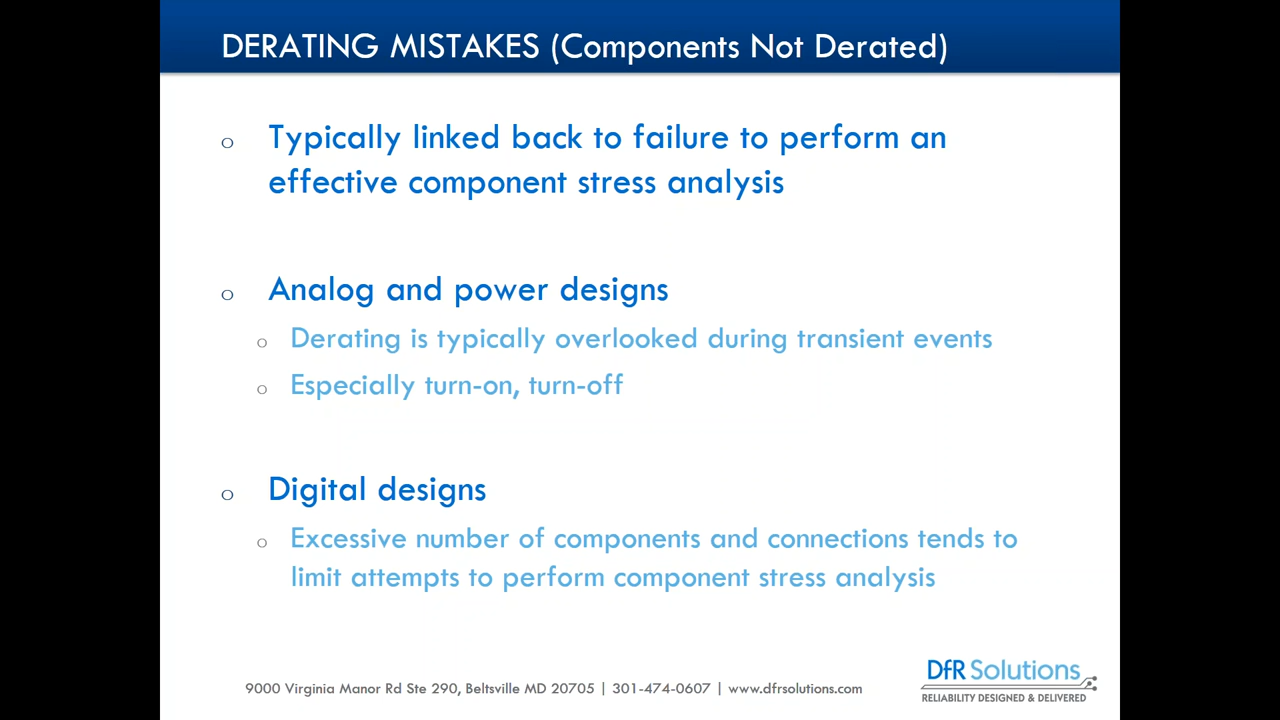 DERATING MISTAKES (Components Not Derated)
o Typically linked back to failure to perform an
effective component stress analysis
o Analog and power designs
o Derating is typically overlooked during transient events
o Especially turn-on, turn-off
o Digital designs
o Excessive number of components and connections tends to
limit attempts to perform component stress analysis
9000 Virginia Manor Rd Ste 290, Beltsville MD 20705 | 301-474-0607 | www.dfrsolutions.com
DfR Solutions
RELIABILITY DESIGNED & DELIVERED